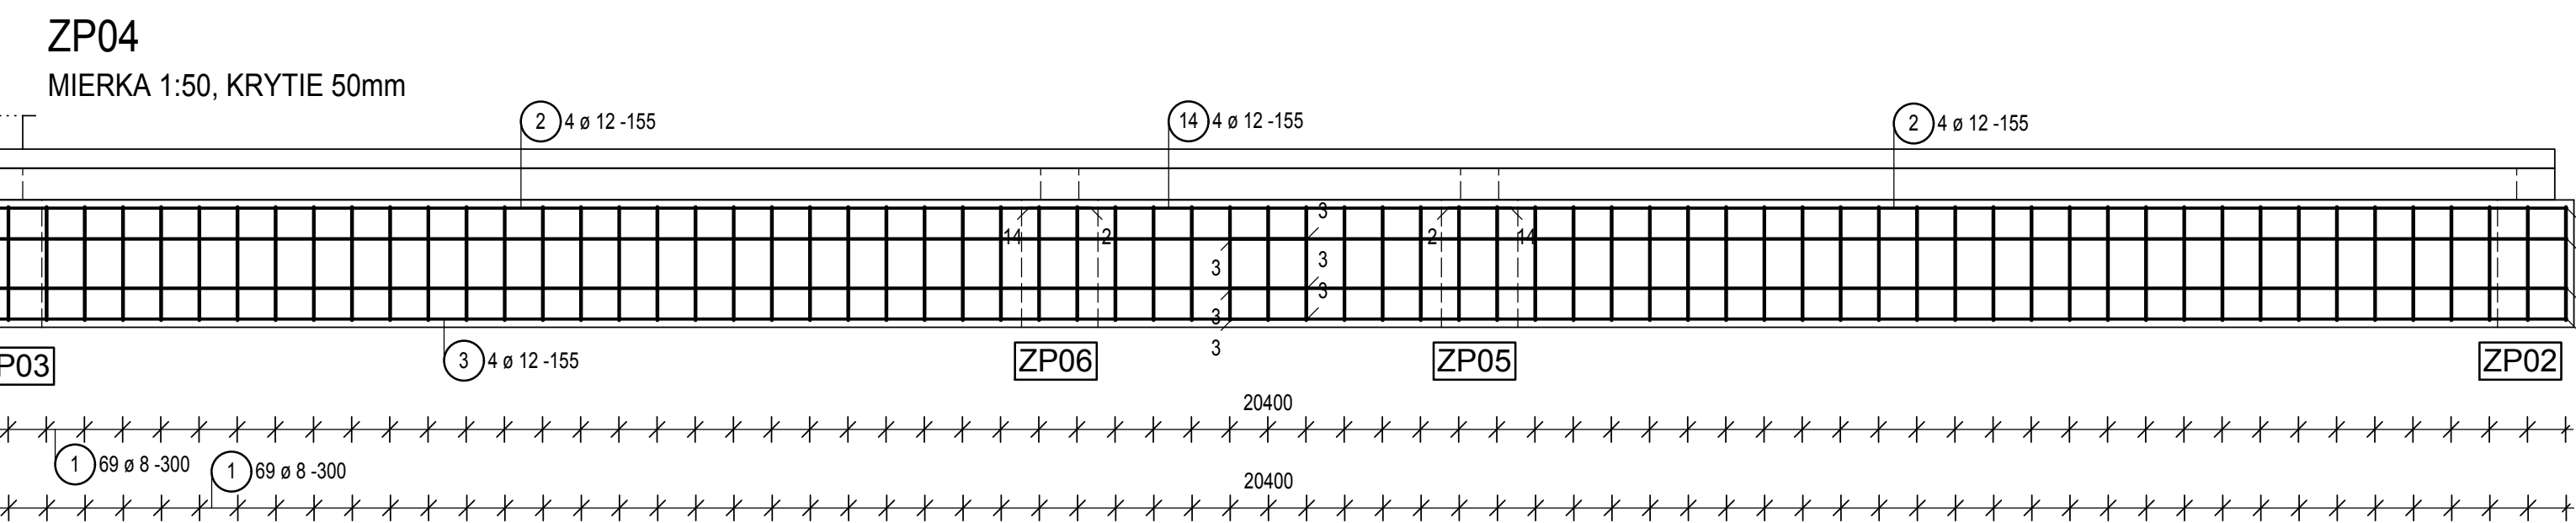 ZP04
MIERKA 1:50, KRYTIE 50mm
2 4 ø 12 -155
14 4 ø 12 -155
2 4 ø 12 -155
3
14 2 2 14
3 3
3
3
3
P03
3 4 ø 12 -155
ZP06
ZP05
ZP02
20400
1 69 ø 8 -300
1 69 ø 8 -300
20400